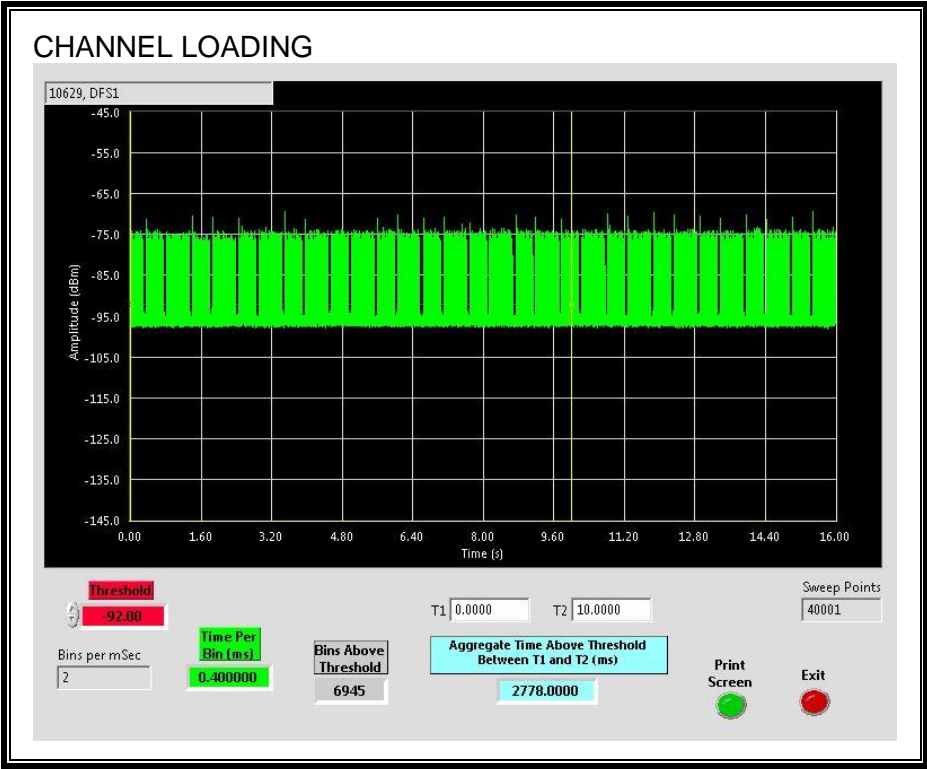 CHANNEL LOADING
10629, DFS1
-45.0
-55.0
-65.0
-75.0
-85.0
-95.0
-105.0
-115.0
-125.0
-135.0
-145.0
Amplitude (dBm)
0.00 1.60 3.20 4.80 6.40 8.00 9.60 11.20 12.80 14.40 16.00
Time (s)
Threshold
-92.00
Bins per mSec
2
Time Per
Bin (ms)
0.400000
Bins Above
Threshold
6945
T1 0.0000 T2 10.0000
Aggregate Time Above Threshold
Between T1 and T2 (ms)
2778.0000
Sweep Points
40001
Print
Screen
Exit